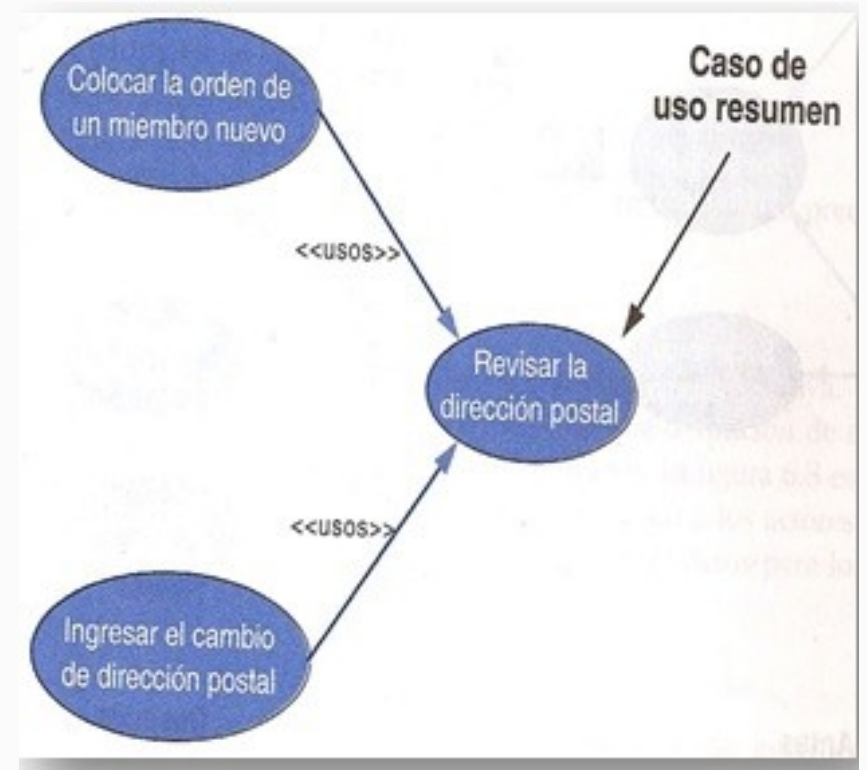 Colocar la orden de
un miembro nuevo
Caso de
uso resumen
<<usos>>
Revisar la
dirección postal
<<usos>>
Ingresar el cambio
de dirección postal